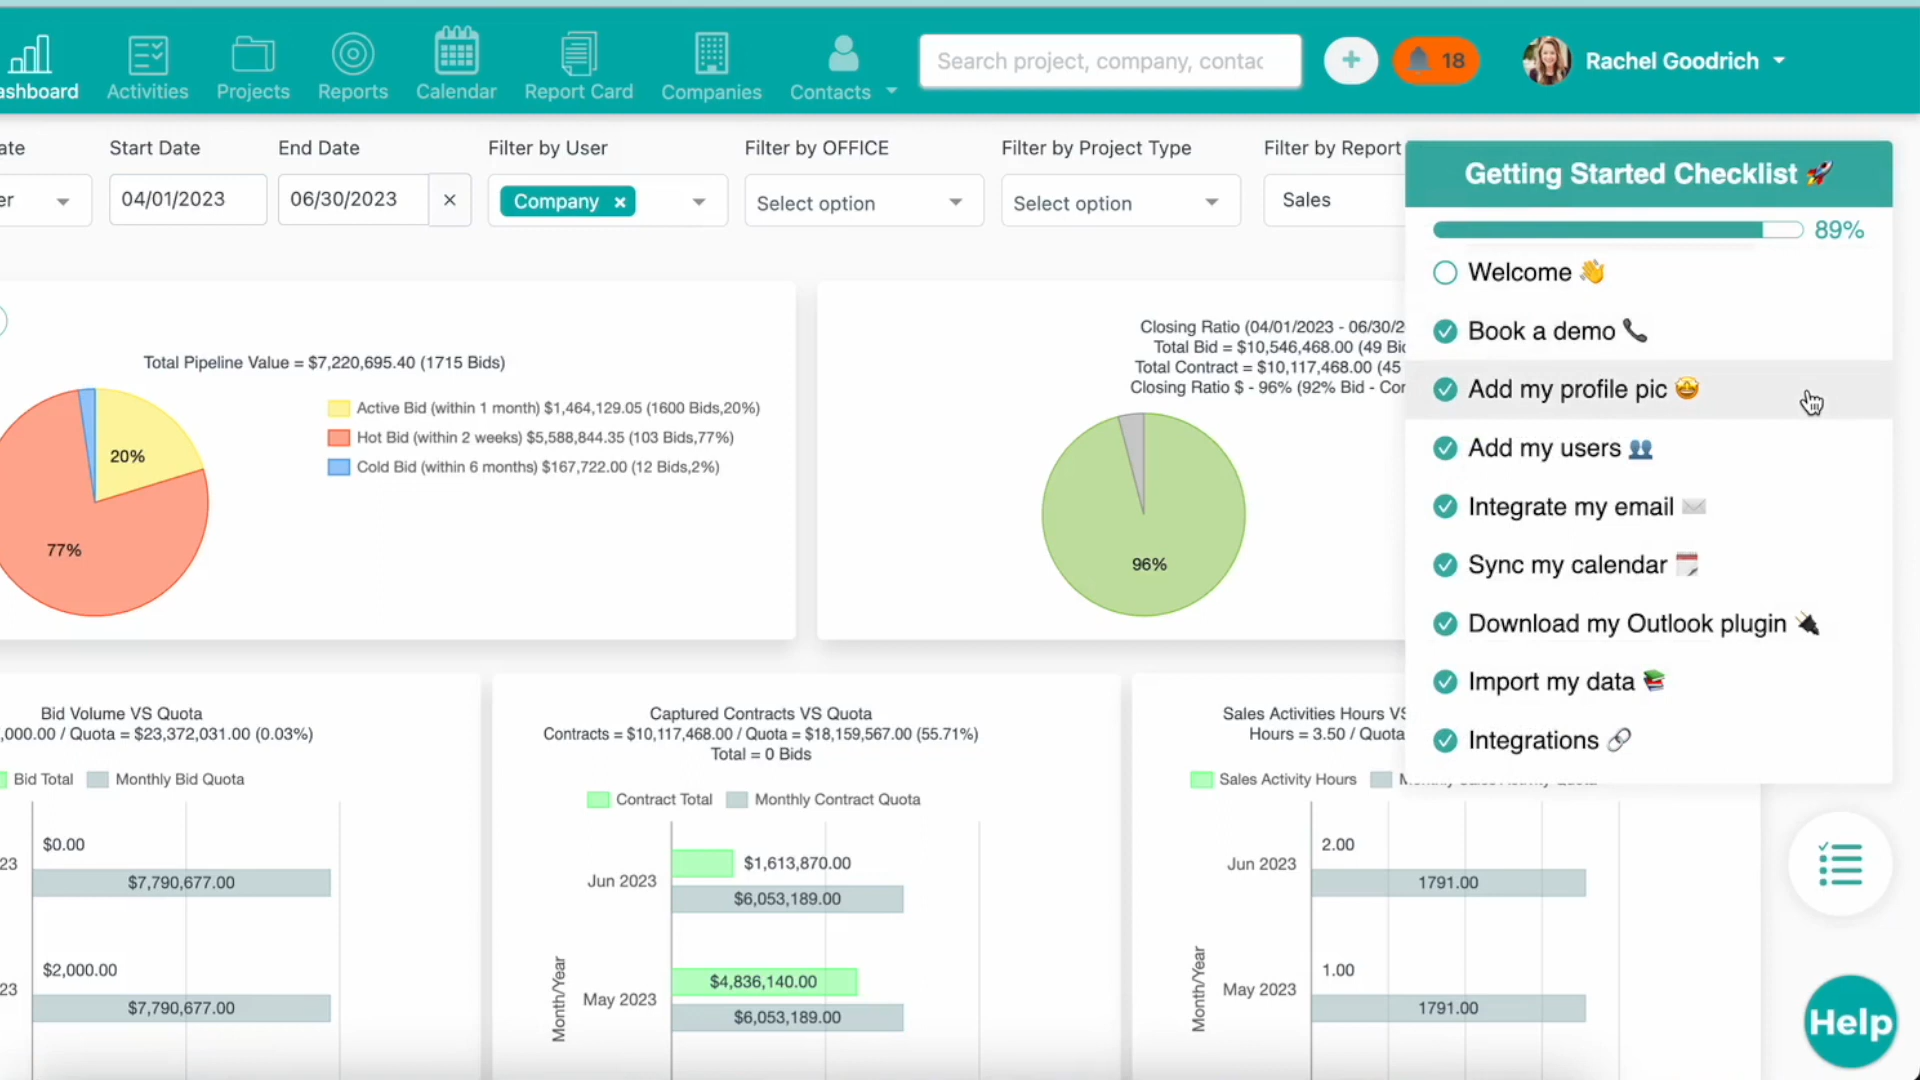 ashboard
Activities
Projects
Reports
Calendar
Report Card
Companies
Contacts
Search project, company, contac
18
Rachel Goodrich
ate
Start Date
End Date
Filter by User
Filter by OFFICE
Filter by Project Type
Filter by Report
er
04/01/2023
06/30/2023
×
Company ×
Select option
Select option
Sales
Getting Started Checklist 🚀
89%
Welcome 👋
Book a demo 📞
Add my profile pic 🤩
Add my users 👥
Integrate my email ✉️
Sync my calendar 🗓️
Download my Outlook plugin 🔌
Import my data 📚
Integrations 🔗
Total Pipeline Value = $7,220,695.40 (1715 Bids)
Active Bid (within 1 month) $1,464,129.05 (1600 Bids,20%)
Hot Bid (within 2 weeks) $5,588,844.35 (103 Bids,77%)
Cold Bid (within 6 months) $167,722.00 (12 Bids,2%)
20%
77%
Closing Ratio (04/01/2023 - 06/30/2
Total Bid = $10,546,468.00 (49 Bid
Total Contract = $10,117,468.00 (45
Closing Ratio $ - 96% (92% Bid - Cor
96%
Bid Volume VS Quota
,000.00 / Quota = $23,372,031.00 (0.03%)
Bid Total
Monthly Bid Quota
23
$0.00
$7,790,677.00
23
$2,000.00
$7,790,677.00
Captured Contracts VS Quota
Contracts = $10,117,468.00 / Quota = $18,159,567.00 (55.71%)
Total = 0 Bids
Contract Total
Monthly Contract Quota
Month/Year
Jun 2023
$1,613,870.00
$6,053,189.00
May 2023
$4,836,140.00
$6,053,189.00
Sales Activities Hours VS
Hours = 3.50 / Quota
Sales Activity Hours
Month/Year
Jun 2023
2.00
1791.00
May 2023
1.00
1791.00
Help